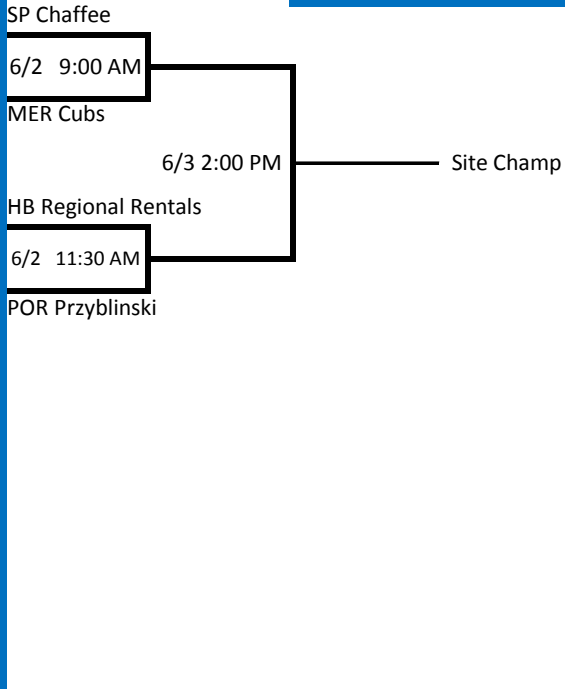 SP Chaffee
6/2 9:00 AM
MER Cubs
6/3 2:00 PM
Site Champ
HB Regional Rentals
6/2 11:30 AM
POR Przyblinski